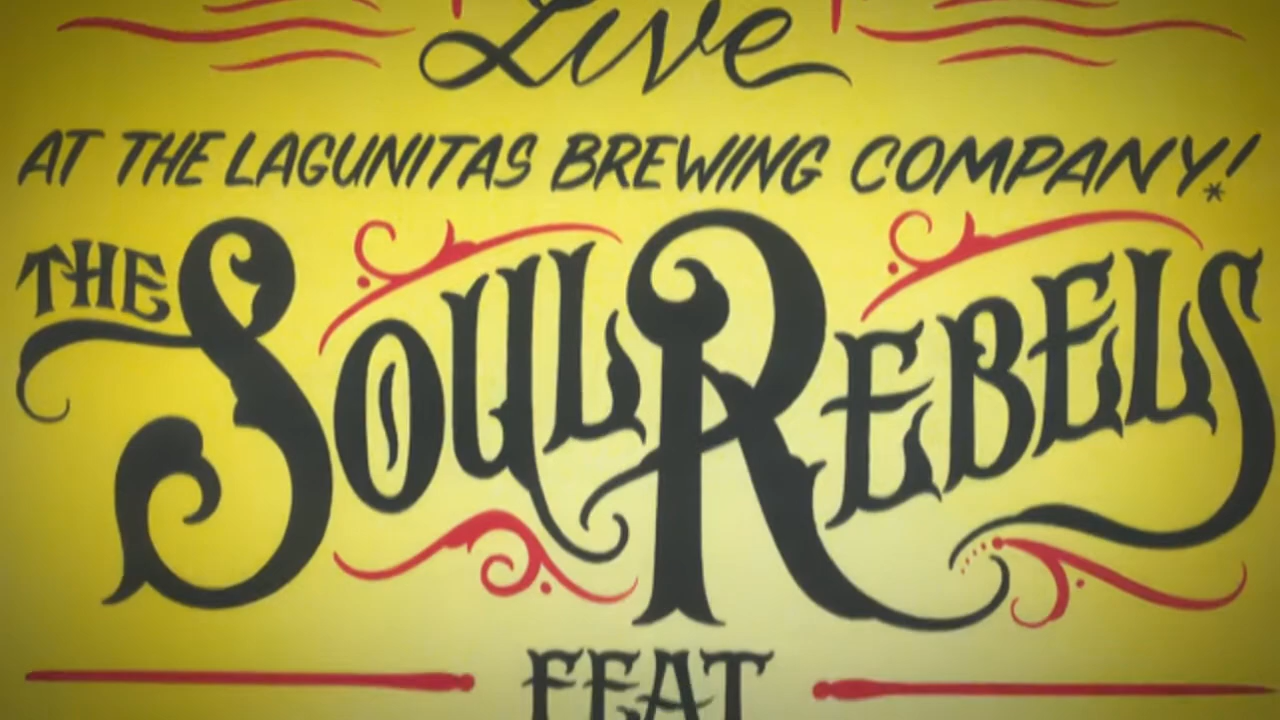 Live
AT THE LAGUNITAS BREWING COMPANY!*
THE SOUL REBELS
FEAT